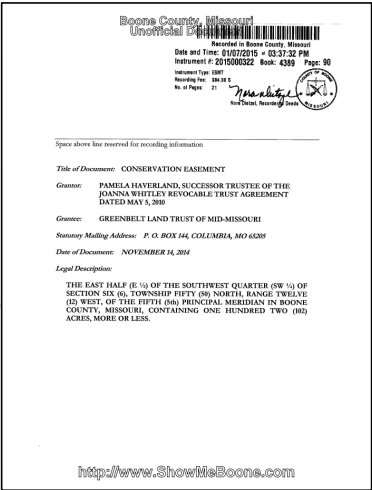 Boone County, Missouri
Unofficial Document
Recorded in Boone County, Missouri
Date and Time: 01/07/2015 at 03:37:32 PM
Instrument #: 2015000322 Book: 4389 Page: 90
Instrument Type: ESMT
Recording Fee: $84.00 S
No. of Pages: 21
Nora Dietzel, Recorder of Deeds
COUNTY OF BOONE
MISSOURI
Space above line reserved for recording information
Title of Document: CONSERVATION EASEMENT
Grantor: PAMELA HAVERLAND, SUCCESSOR TRUSTEE OF THE
JOANNA WHITLEY REVOCABLE TRUST AGREEMENT
DATED MAY 5, 2010
Grantee: GREENBELT LAND TRUST OF MID-MISSOURI
Statutory Mailing Address: P. O. BOX 144, COLUMBIA, MO 65205
Date of Document: NOVEMBER 14, 2014
Legal Description:
THE EAST HALF (E ½) OF THE SOUTHWEST QUARTER (SW ¼) OF
SECTION SIX (6), TOWNSHIP FIFTY (50) NORTH, RANGE TWELVE
(12) WEST, OF THE FIFTH (5th) PRINCIPAL MERIDIAN IN BOONE
COUNTY, MISSOURI, CONTAINING ONE HUNDRED TWO (102)
ACRES, MORE OR LESS.
http://www.ShowMeBoone.com